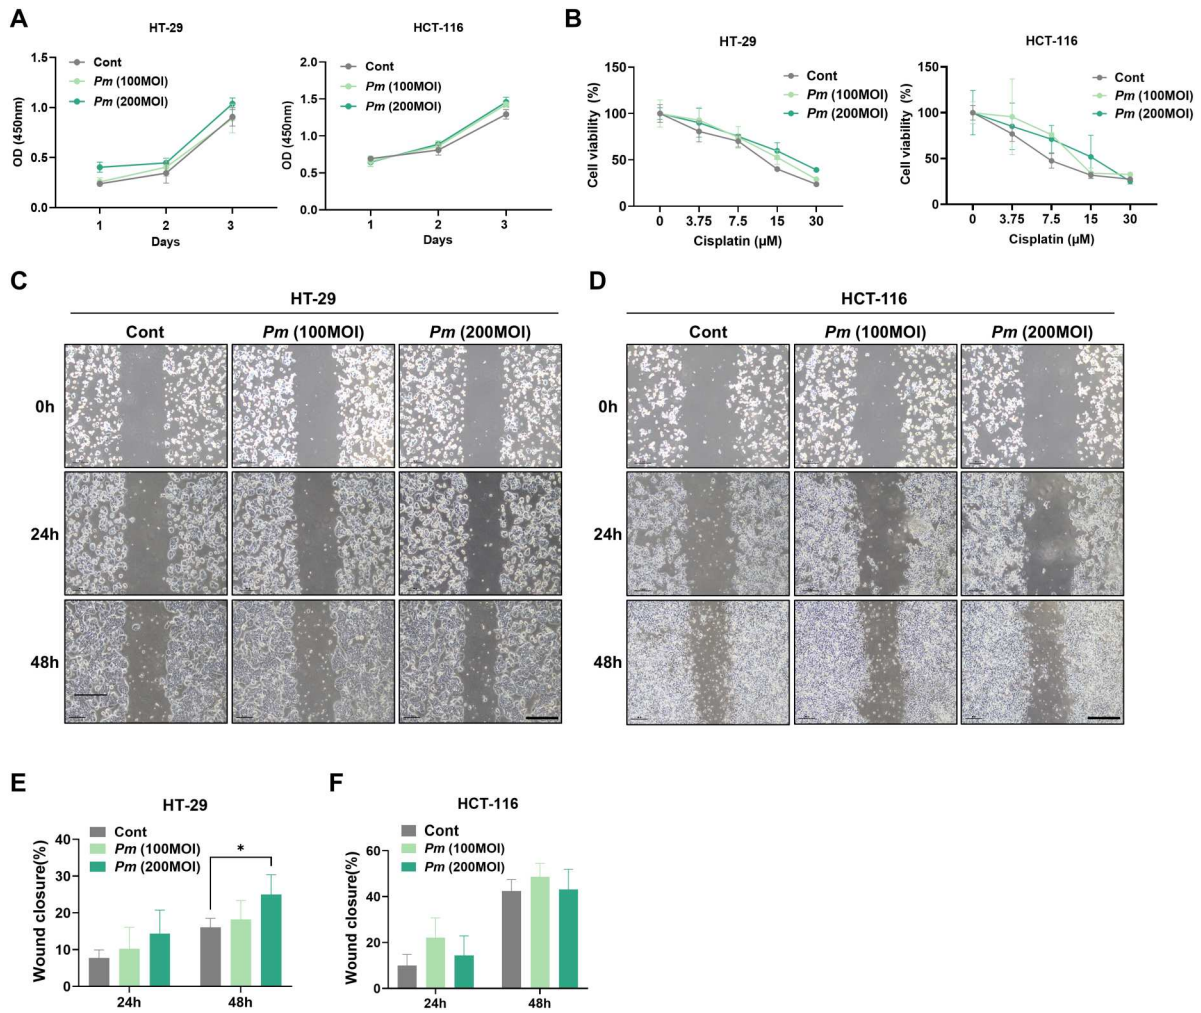 A
HT-29
Cont
Pm (100MOI)
Pm (200MOI)
OD (450nm)
1.5
1.0
0.5
0.0
1 2 3
Days
HCT-116
Cont
Pm (100MOI)
Pm (200MOI)
OD (450nm)
2.0
1.5
1.0
0.5
0.0
1 2 3
Days
B
HT-29
Cont
Pm (100MOI)
Pm (200MOI)
Cell viability (%)
150
100
50
0
0 3.75 7.5 15 30
Cisplatin (μM)
HCT-116
Cont
Pm (100MOI)
Pm (200MOI)
Cell viability (%)
150
100
50
0
0 3.75 7.5 15 30
Cisplatin (μM)
C
HT-29
Cont Pm (100MOI) Pm (200MOI)
0h
24h
48h
D
HCT-116
Cont Pm (100MOI) Pm (200MOI)
0h
24h
48h
E
HT-29
Cont
Pm (100MOI)
Pm (200MOI)
*
Wound closure(%)
40
30
20
10
0
24h 48h
F
HCT-116
Cont
Pm (100MOI)
Pm (200MOI)
Wound closure(%)
60
40
20
0
24h 48h